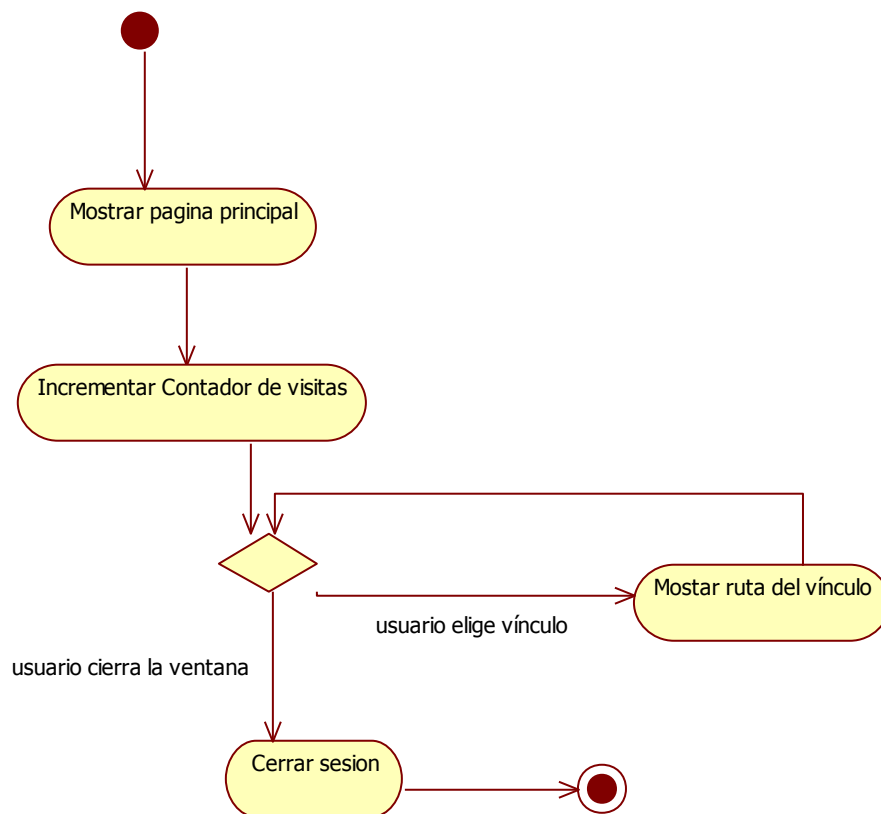 Mostrar pagina principal
Incrementar Contador de visitas
Mostar ruta del vínculo
usuario elige vínculo
usuario cierra la ventana
Cerrar sesion